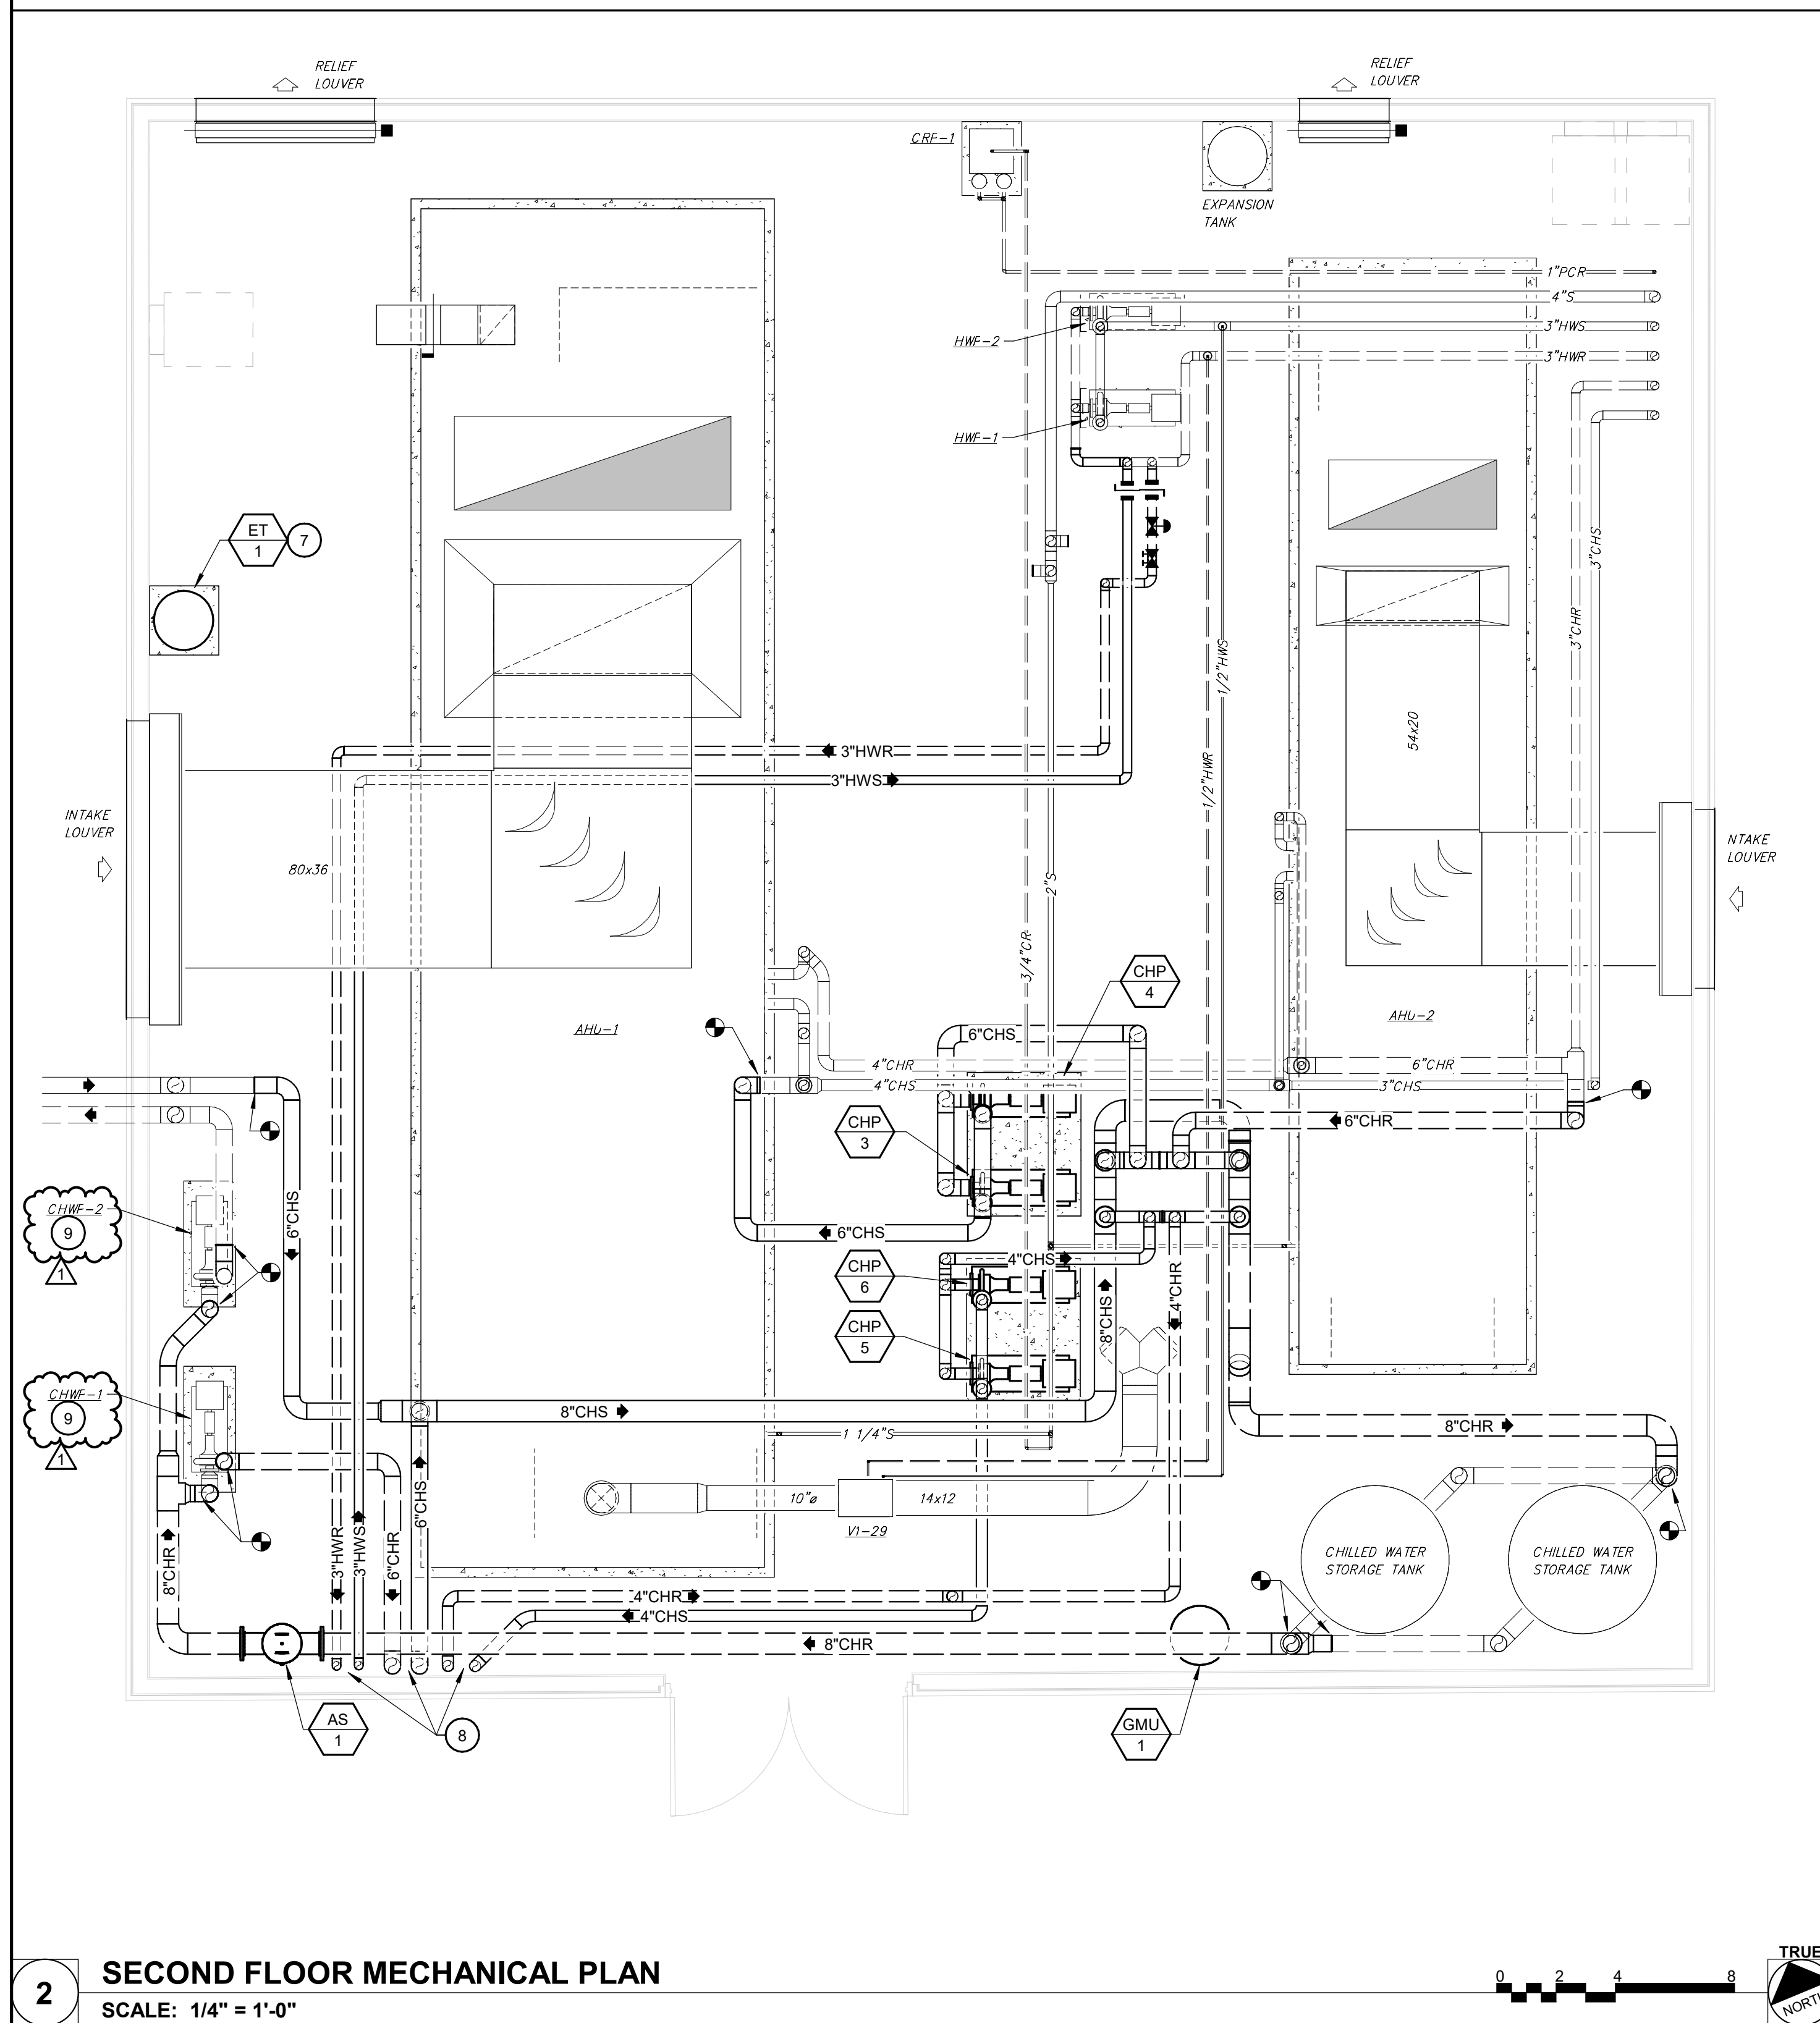 RELIEF
LOUVER
RELIEF
LOUVER
CRP-1
EXPANSION
TANK
1"PCR
4"S
3"HWS
3"HWR
HWP-2
HWP-1
ET
1
7
3"CHS
3"CHR
1/2"HWS
1/2"HWR
54x20
3"HWR
3"HWS
INTAKE
LOUVER
80x36
NTAKE
LOUVER
2"S
3/4"CR
CHP
4
AHU-1
AHU-2
6"CHS
4"CHR
4"CHS
6"CHR
3"CHS
CHP
3
6"CHR
6"CHS
CHWP-2
9
1
6"CHS
4"CHS
CHP
6
4"CHR
8"CHS
CHP
5
CHWP-1
9
1
8"CHS
8"CHR
1 1/4"S
6"CHS
10"ø
14x12
V1-29
8"CHR
3"HWR
3"HWS
6"CHR
CHILLED WATER
STORAGE TANK
CHILLED WATER
STORAGE TANK
4"CHR
4"CHS
8"CHR
AS
1
8
GMU
1
2
SECOND FLOOR MECHANICAL PLAN
SCALE: 1/4" = 1'-0"
0 2 4 8
TRUE
NORTH